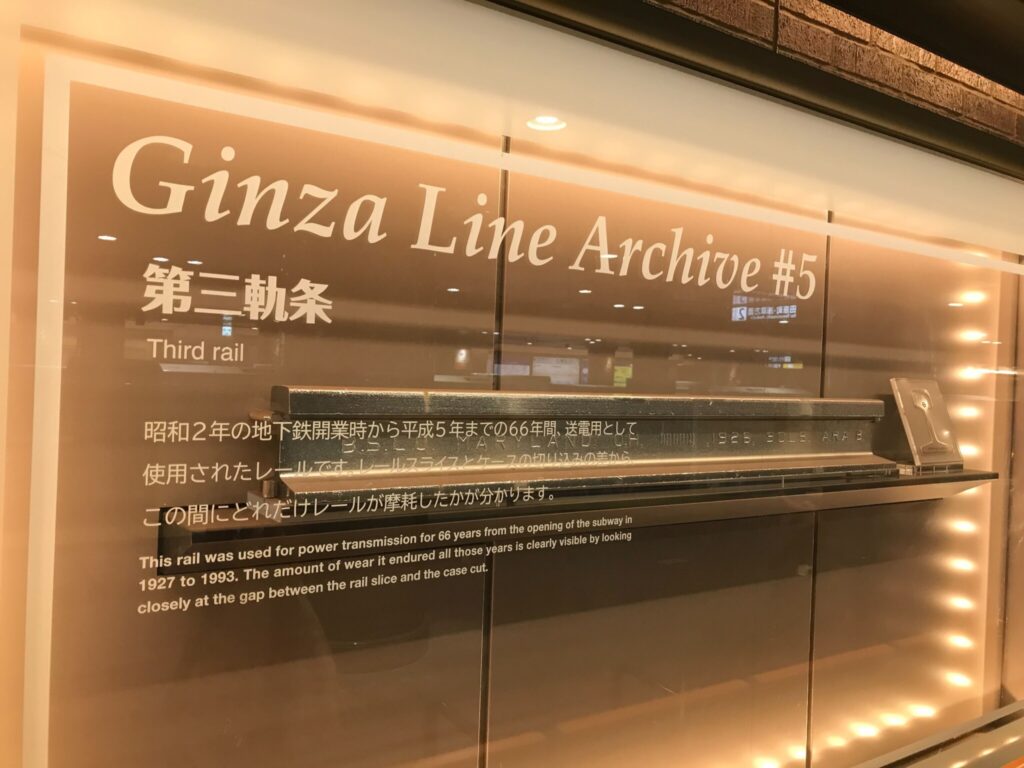 Ginza Line Archive #5
第三軌条
Third rail
昭和2年の地下鉄開業時から平成5年までの66年間、送電用として
使用されたレールです。レールスライスとケースの切り込みの差から
この間にどれだけレールが摩耗したかが分かります。
This rail was used for power transmission for 66 years from the opening of the subway in
1927 to 1993. The amount of wear it endured all those years is clearly visible by looking
closely at the gap between the rail slice and the case cut.
MARYLAND 1926